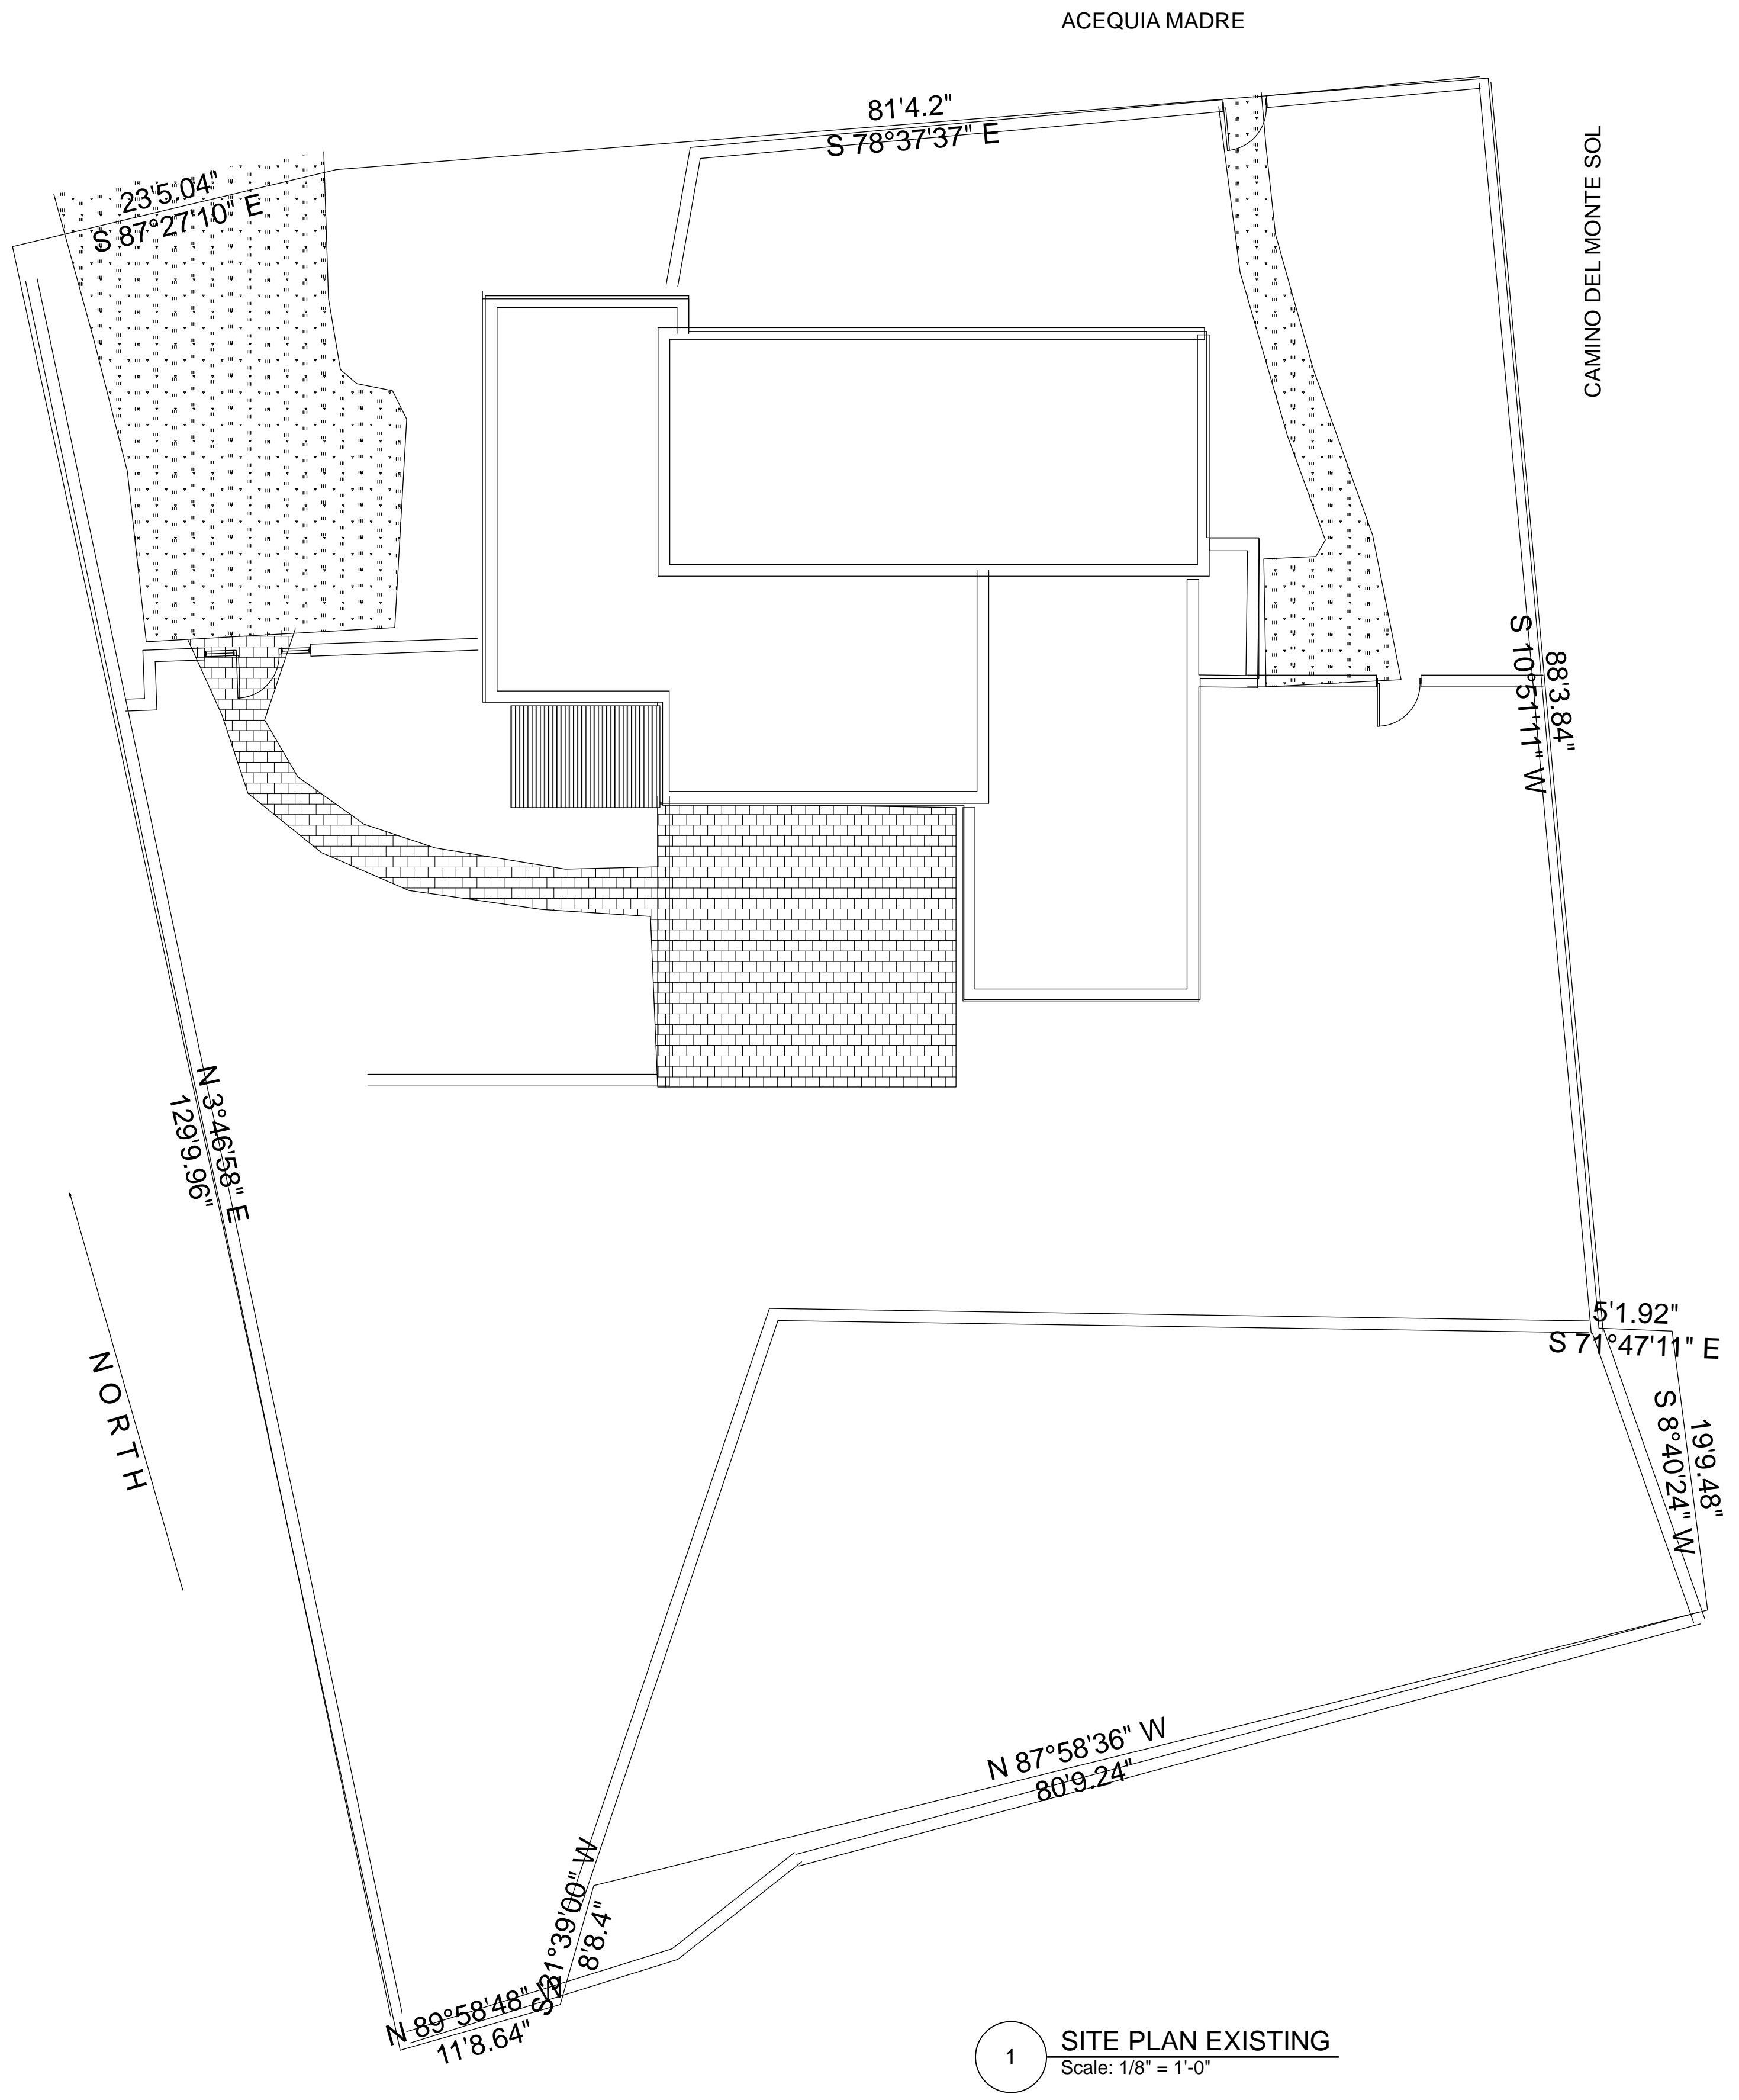 ACEQUIA MADRE
81'4.2"
S 78°37'37" E
CAMINO DEL MONTE SOL
23'5.04"
S 87°27'10" E
88'3.84"
S 10°51'11" W
N 3°46'58" E
129'9.96"
NORTH
5'1.92"
S 71°47'11" E
19'9.48"
S 8°40'24" W
N 87°58'36" W
80'9.24"
8'8.4"
N 89°58'48" W
11'8.64"
1
SITE PLAN EXISTING
Scale: 1/8" = 1'-0"